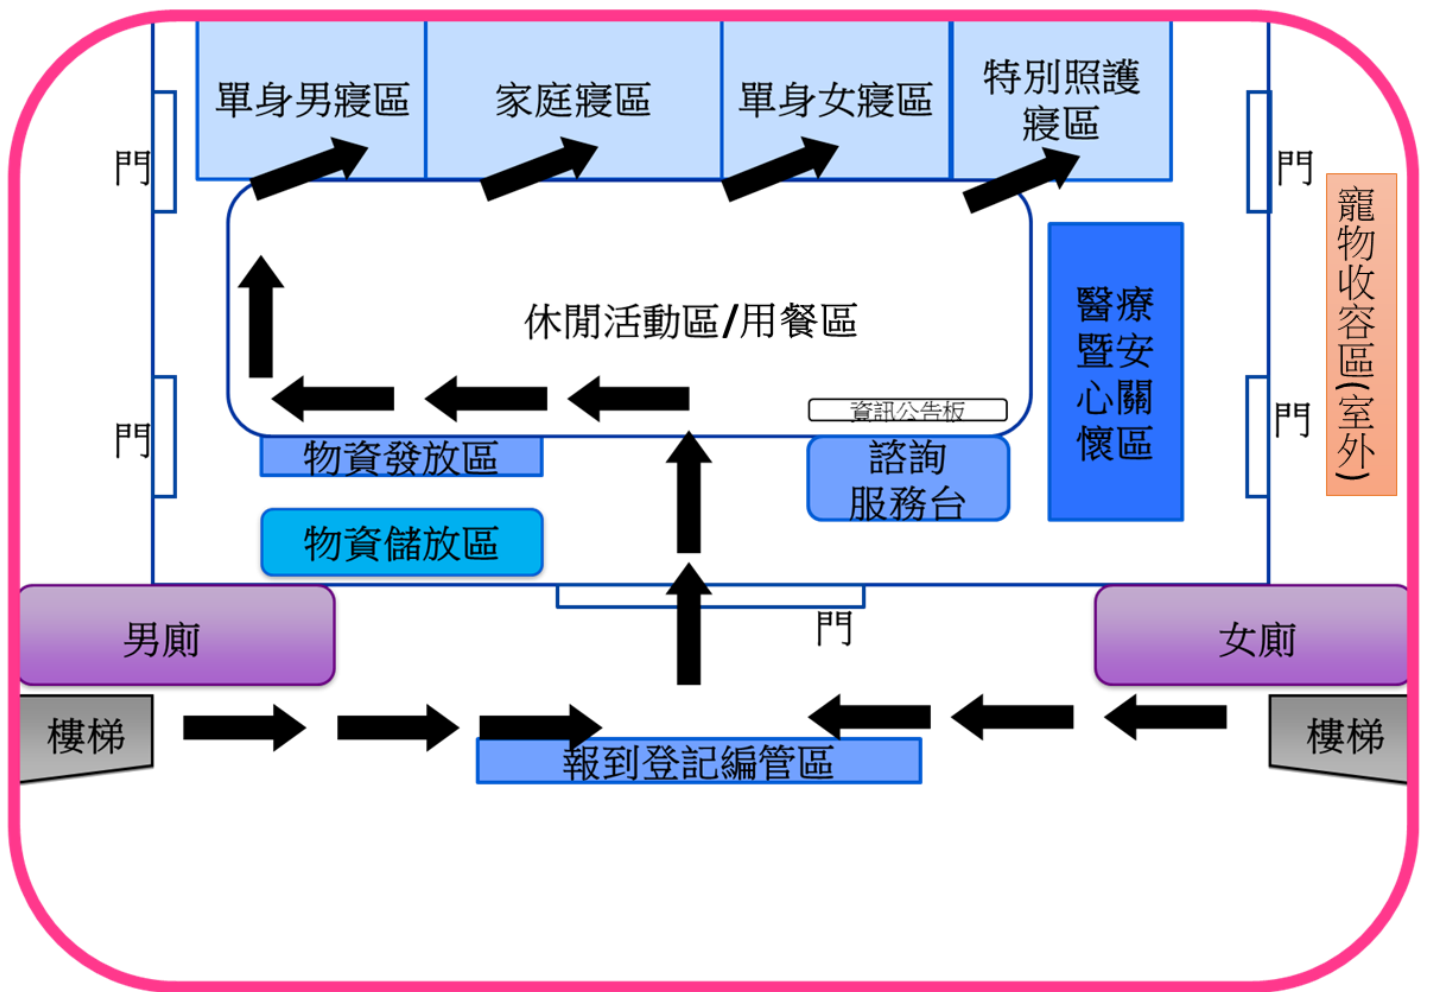 單身男寢區
家庭寢區
單身女寢區
特別照護
寢區
門
門
寵物收容區(室外)
休閒活動區/用餐區
醫療
暨安
心關
懷區
資訊公告板
門
門
物資發放區
諮詢
服務台
物資儲放區
門
男廁
女廁
樓梯
樓梯
報到登記編管區